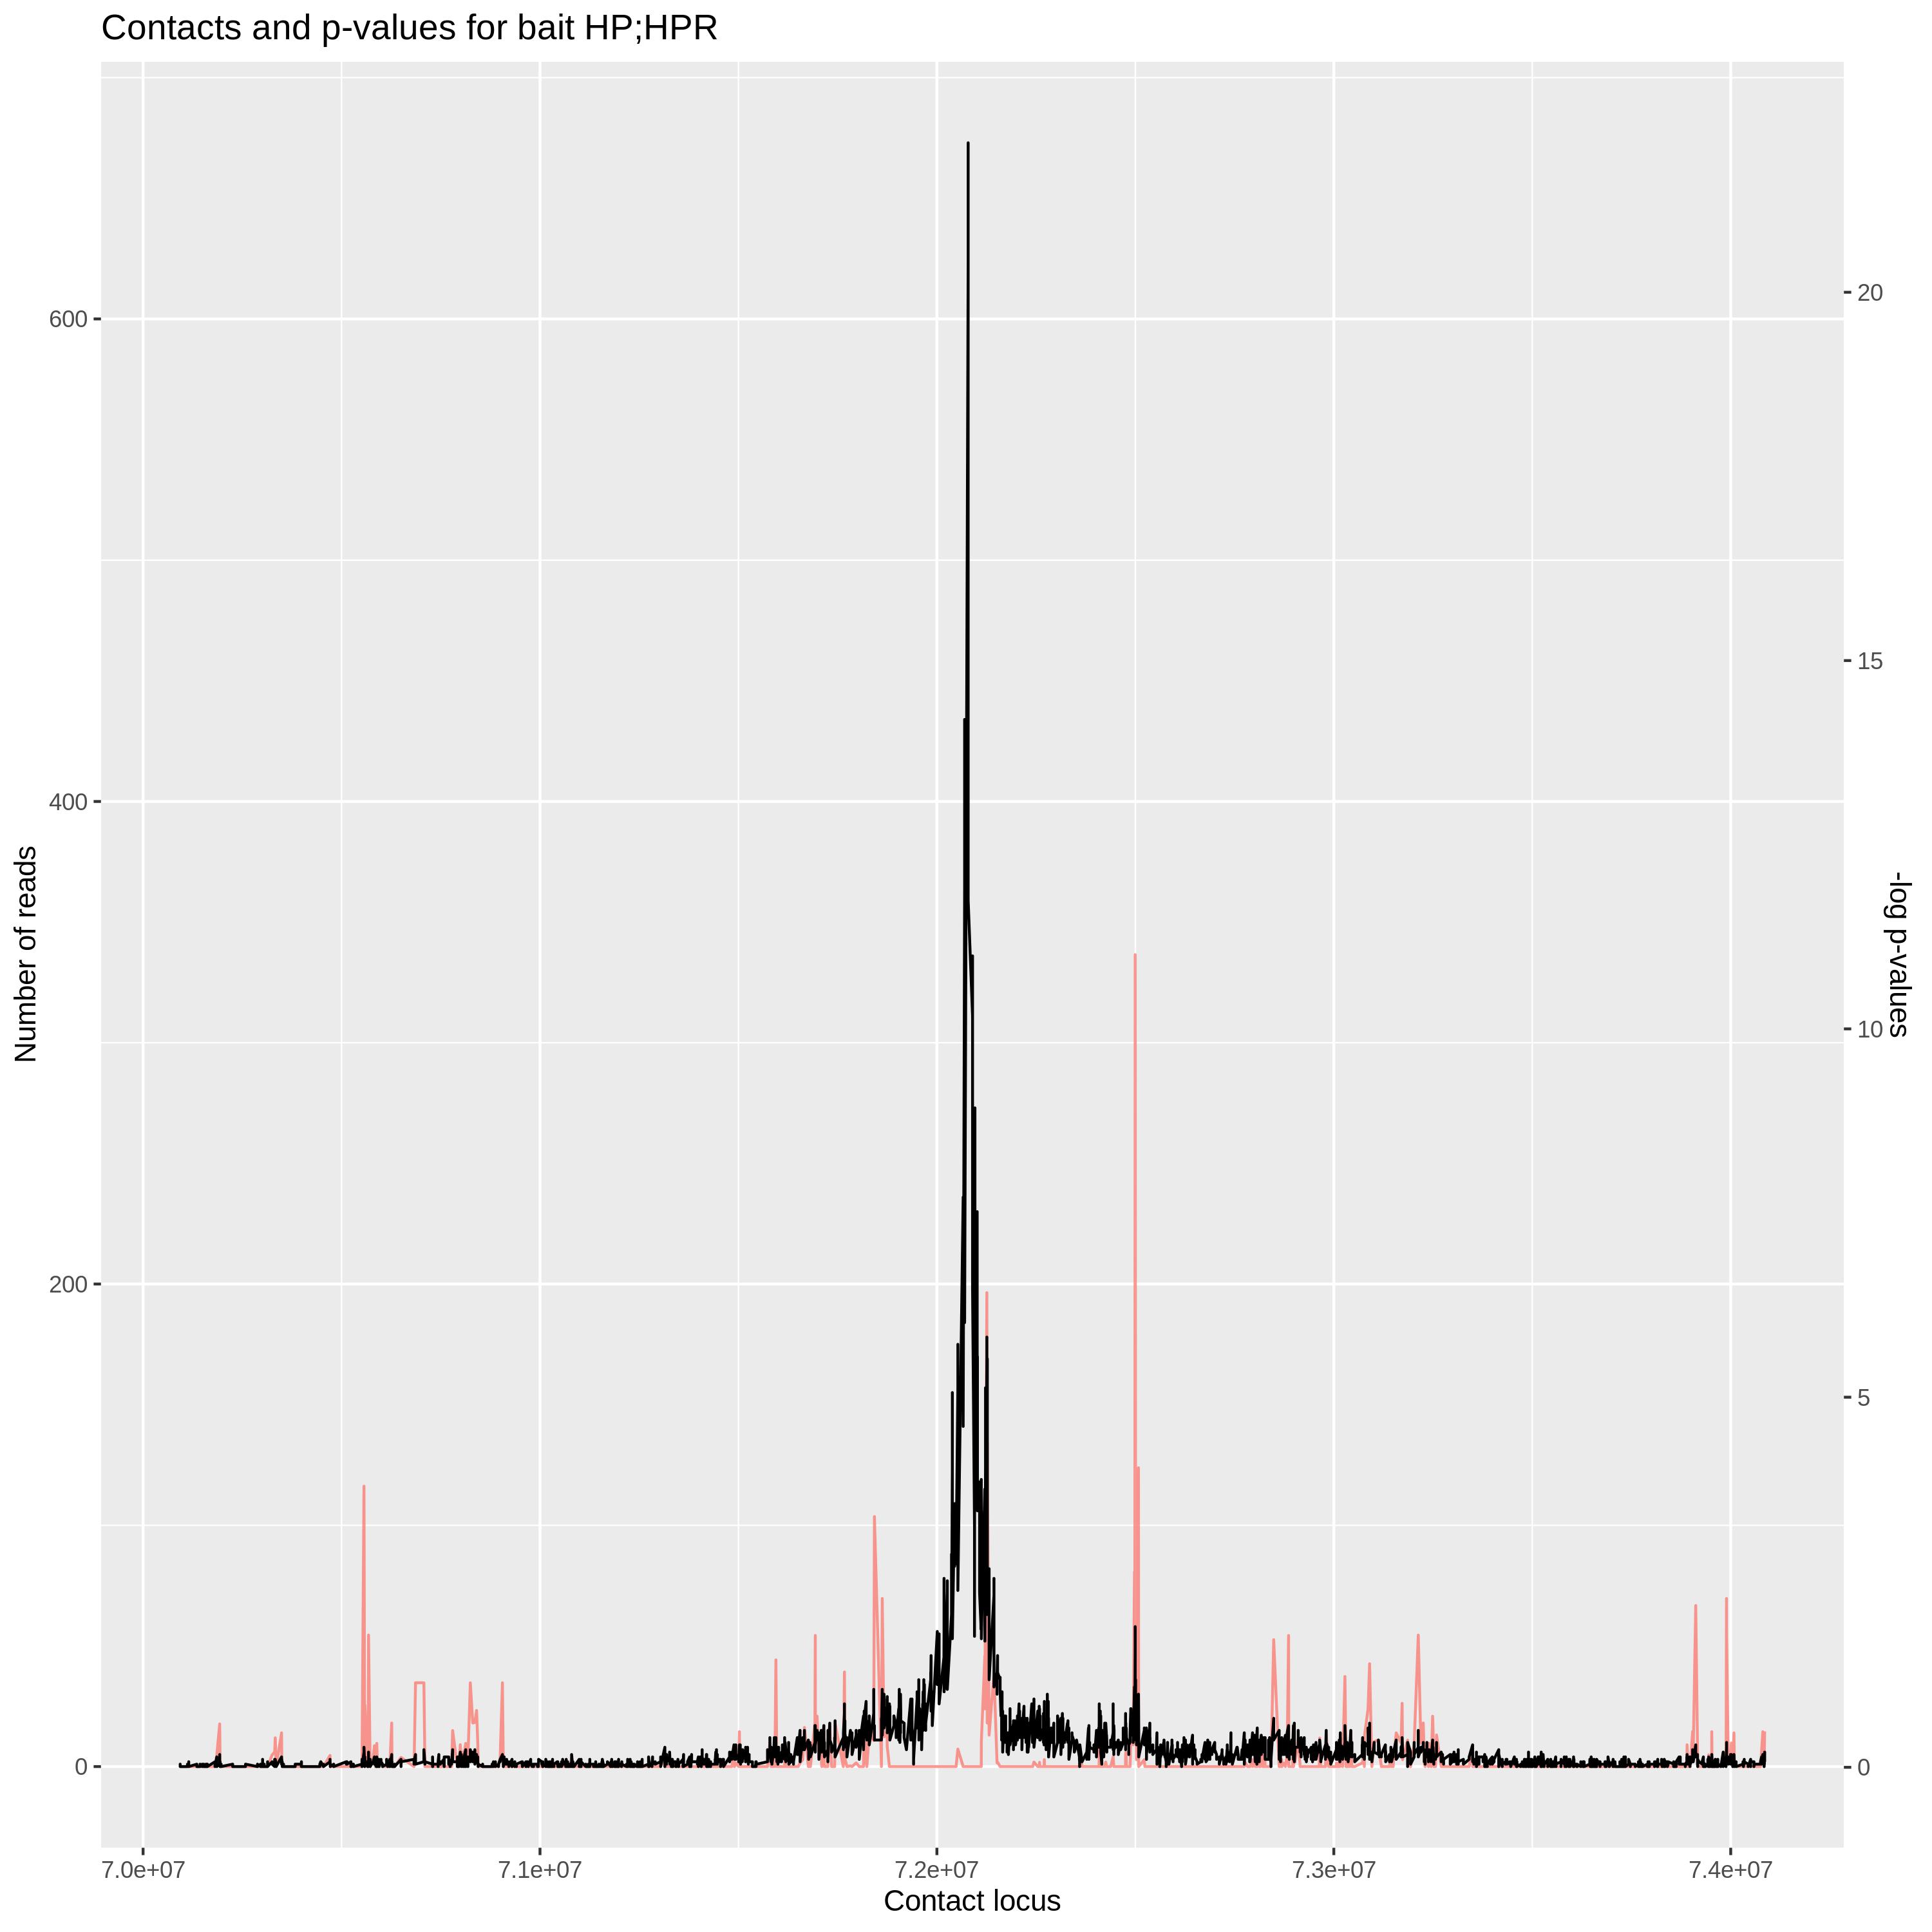 Contacts and p-values for bait HP;HPR
Number of reads
600
400
200
0
20
15
10
5
0
-log p-values
7.0e+07
7.1e+07
7.2e+07
7.3e+07
7.4e+07
Contact locus